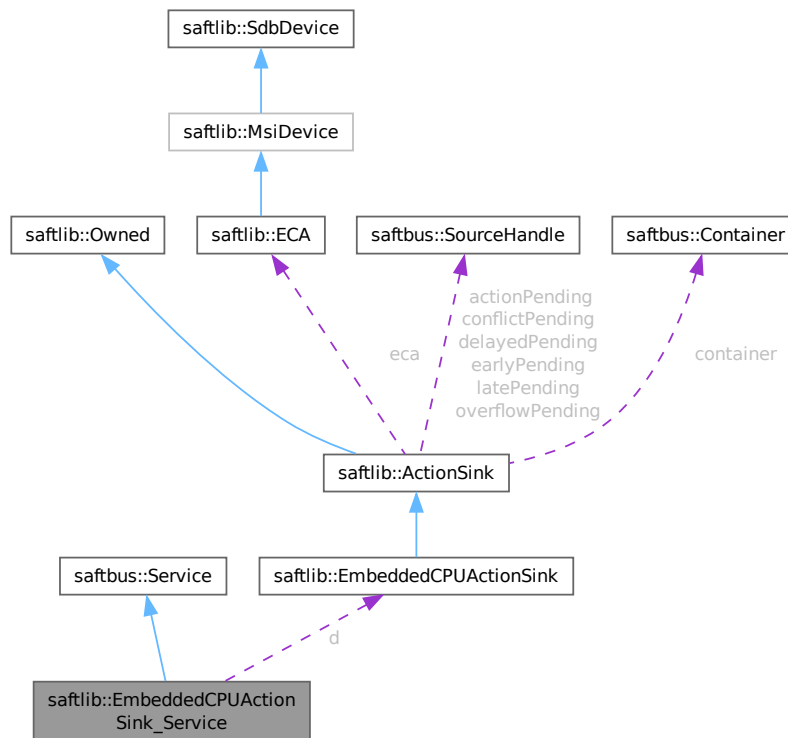 saftlib::SdbDevice
saftlib::MsiDevice
saftlib::Owned
saftlib::ECA
saftbus::SourceHandle
saftbus::Container
actionPending
conflictPending
delayedPending
earlyPending
latePending
overflowPending
eca
container
saftlib::ActionSink
saftbus::Service
saftlib::EmbeddedCPUActionSink
d
saftlib::EmbeddedCPUAction
Sink_Service